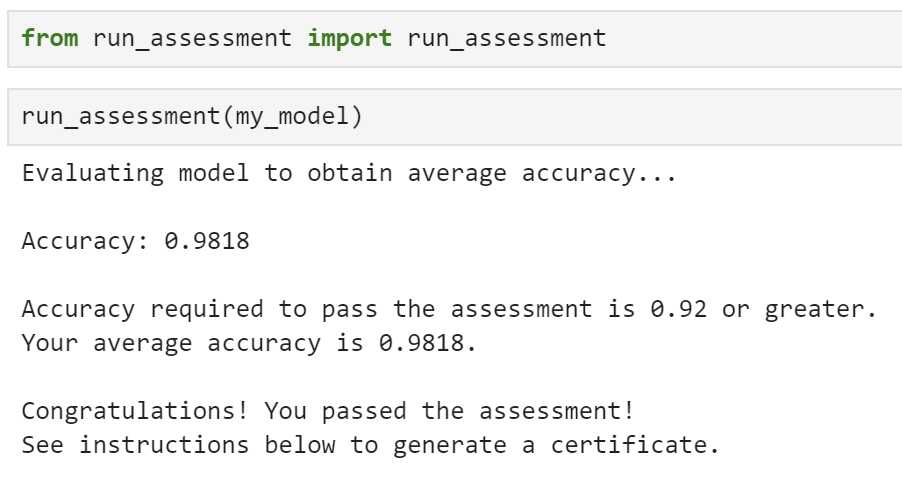 from run_assessment import run_assessment
run_assessment(my_model)
Evaluating model to obtain average accuracy...
Accuracy: 0.9818
Accuracy required to pass the assessment is 0.92 or greater.
Your average accuracy is 0.9818.
Congratulations! You passed the assessment!
See instructions below to generate a certificate.